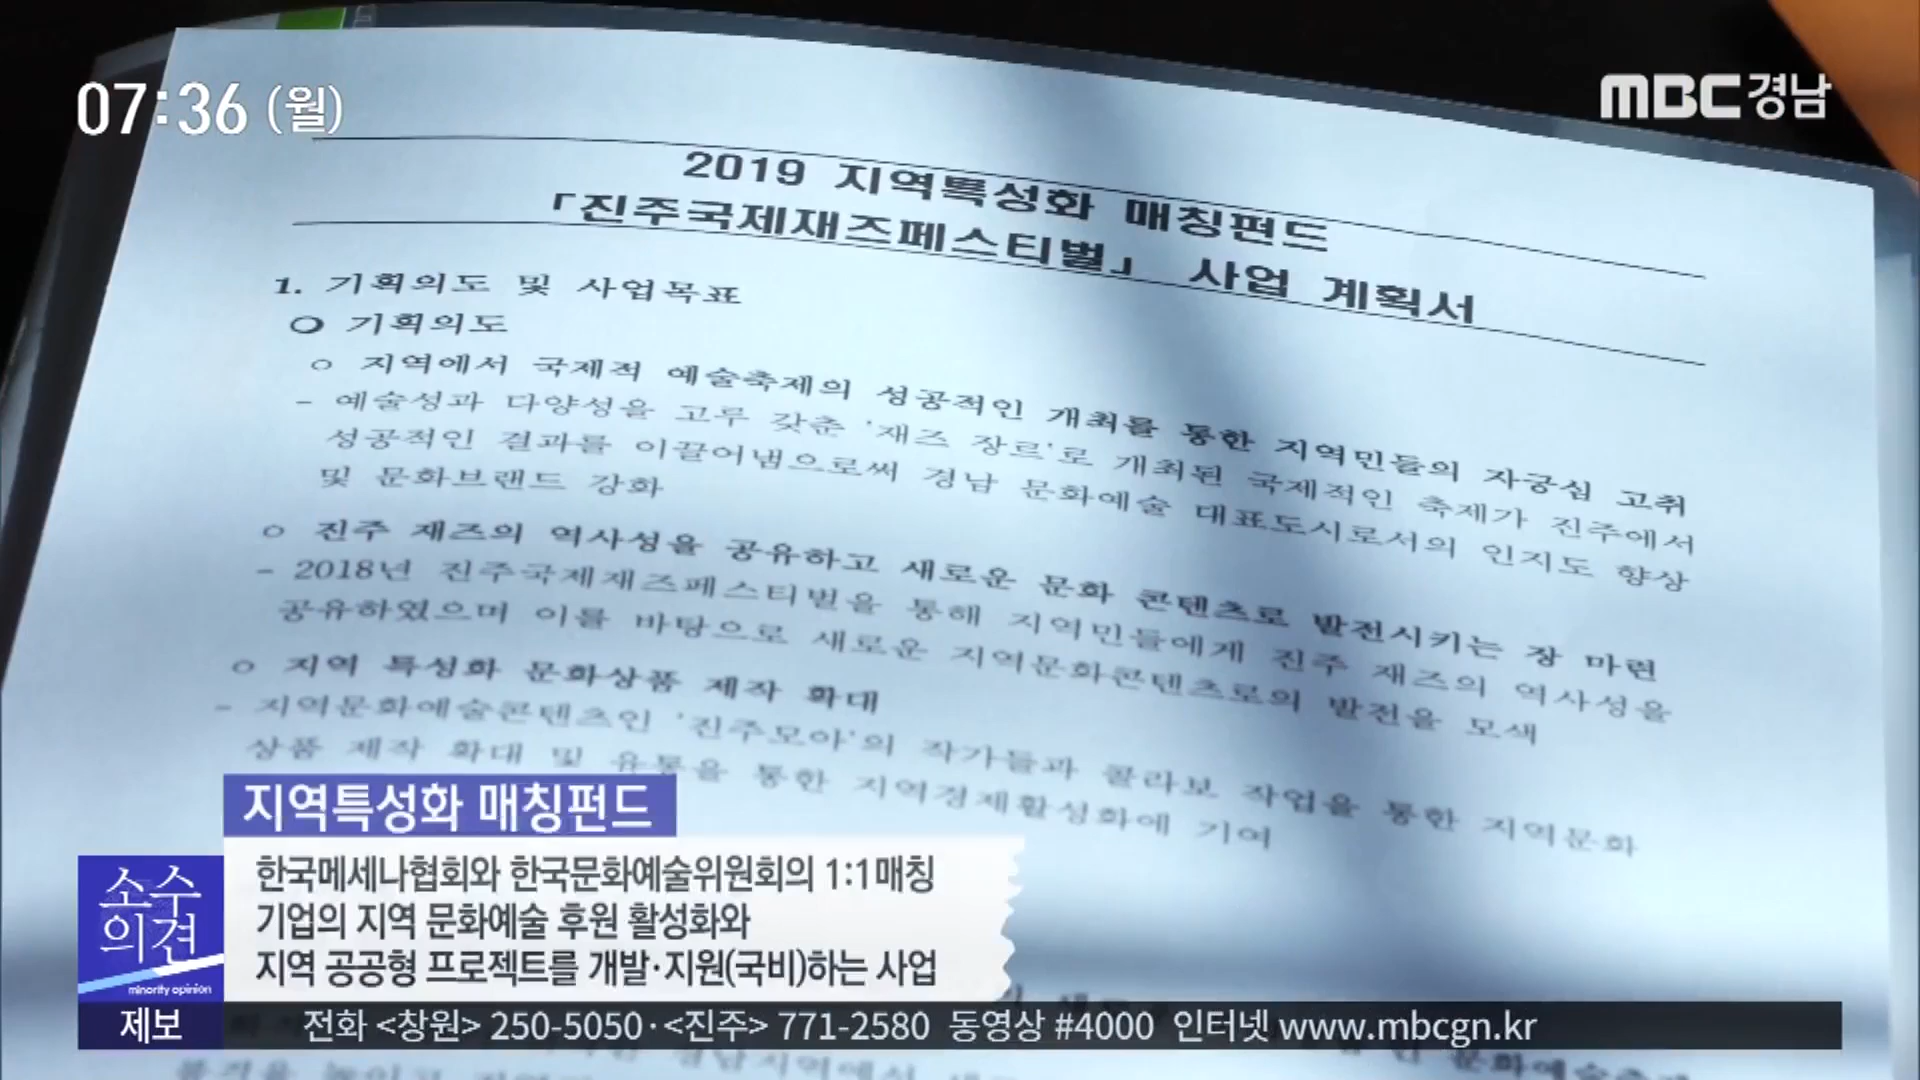 07:36 (월)
MBC경남
2019 지역특성화 매칭펀드
「진주국제재즈페스티벌」 사업 계획서
1. 기획의도 및 사업목표
○ 기획의도
○ 지역에서 국제적 예술축제의 성공적인 개최를 통한 지역민들의 자긍심 고취
- 예술성과 다양성을 고루 갖춘 '재즈 장르'로 개최된 국제적인 축제가 진주에서
성공적인 결과를 이끌어냄으로써 경남 문화예술 대표도시로서의 인지도 향상
및 문화브랜드 강화
○ 진주 재즈의 역사성을 공유하고 새로운 문화 콘텐츠로 발전시키는 장 마련
- 2018년 진주국제재즈페스티벌을 통해 지역민들에게 진주 재즈의 역사성을
공유하였으며 이를 바탕으로 새로운 지역문화콘텐츠로의 발전을 모색
○ 지역 특성화 문화상품 제작 확대
- 지역문화예술콘텐츠인 '진주모아'의 작가들과 콜라보 작업을 통한 지역문화
상품 제작 확대 및 유통을 통한 지역경제활성화에 기여
지역특성화 매칭펀드
한국메세나협회와 한국문화예술위원회의 1:1매칭
기업의 지역 문화예술 후원 활성화와
지역 공공형 프로젝트를 개발·지원(국비)하는 사업
소수
의견
minority opinion
제보 전화 <창원> 250-5050·<진주> 771-2580 동영상 #4000 인터넷 www.mbcgn.kr